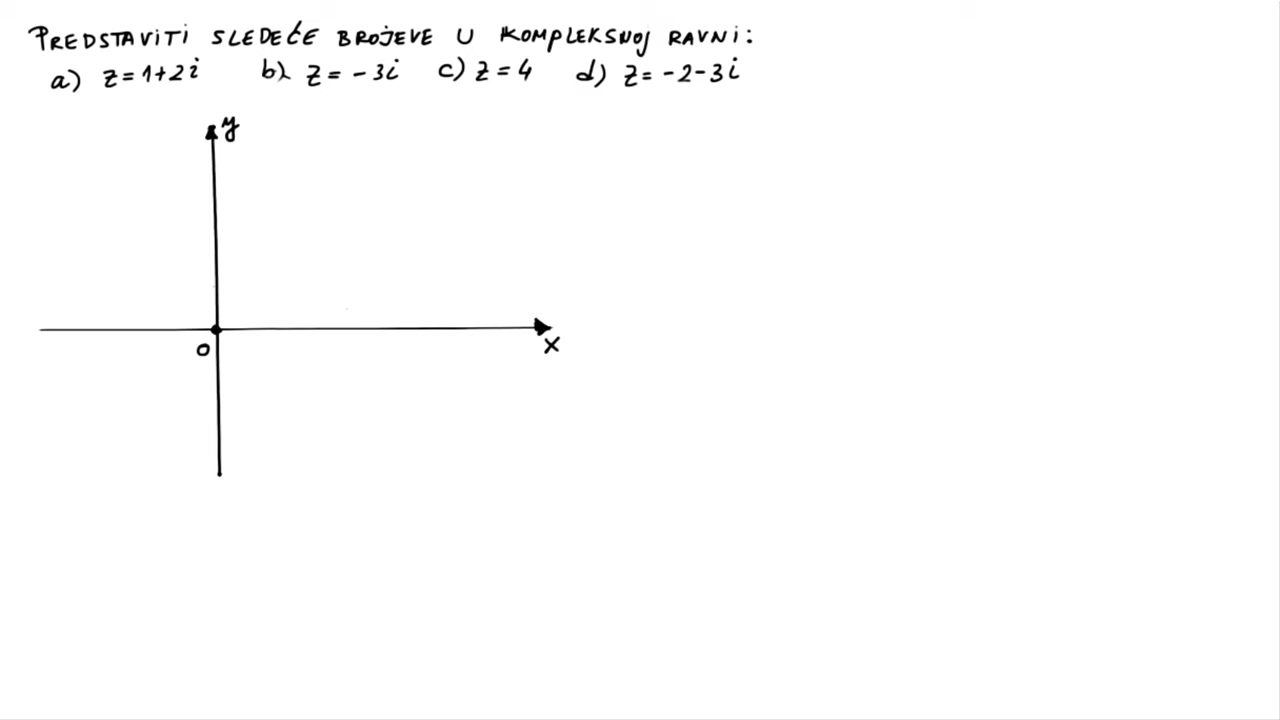 PREDSTAVITI SLEDEĆE BROJEVE U KOMPLEKSNOJ RAVNI:
a) z=1+2i b) z=-3i c) z=4 d) z=-2-3i
y
0
x